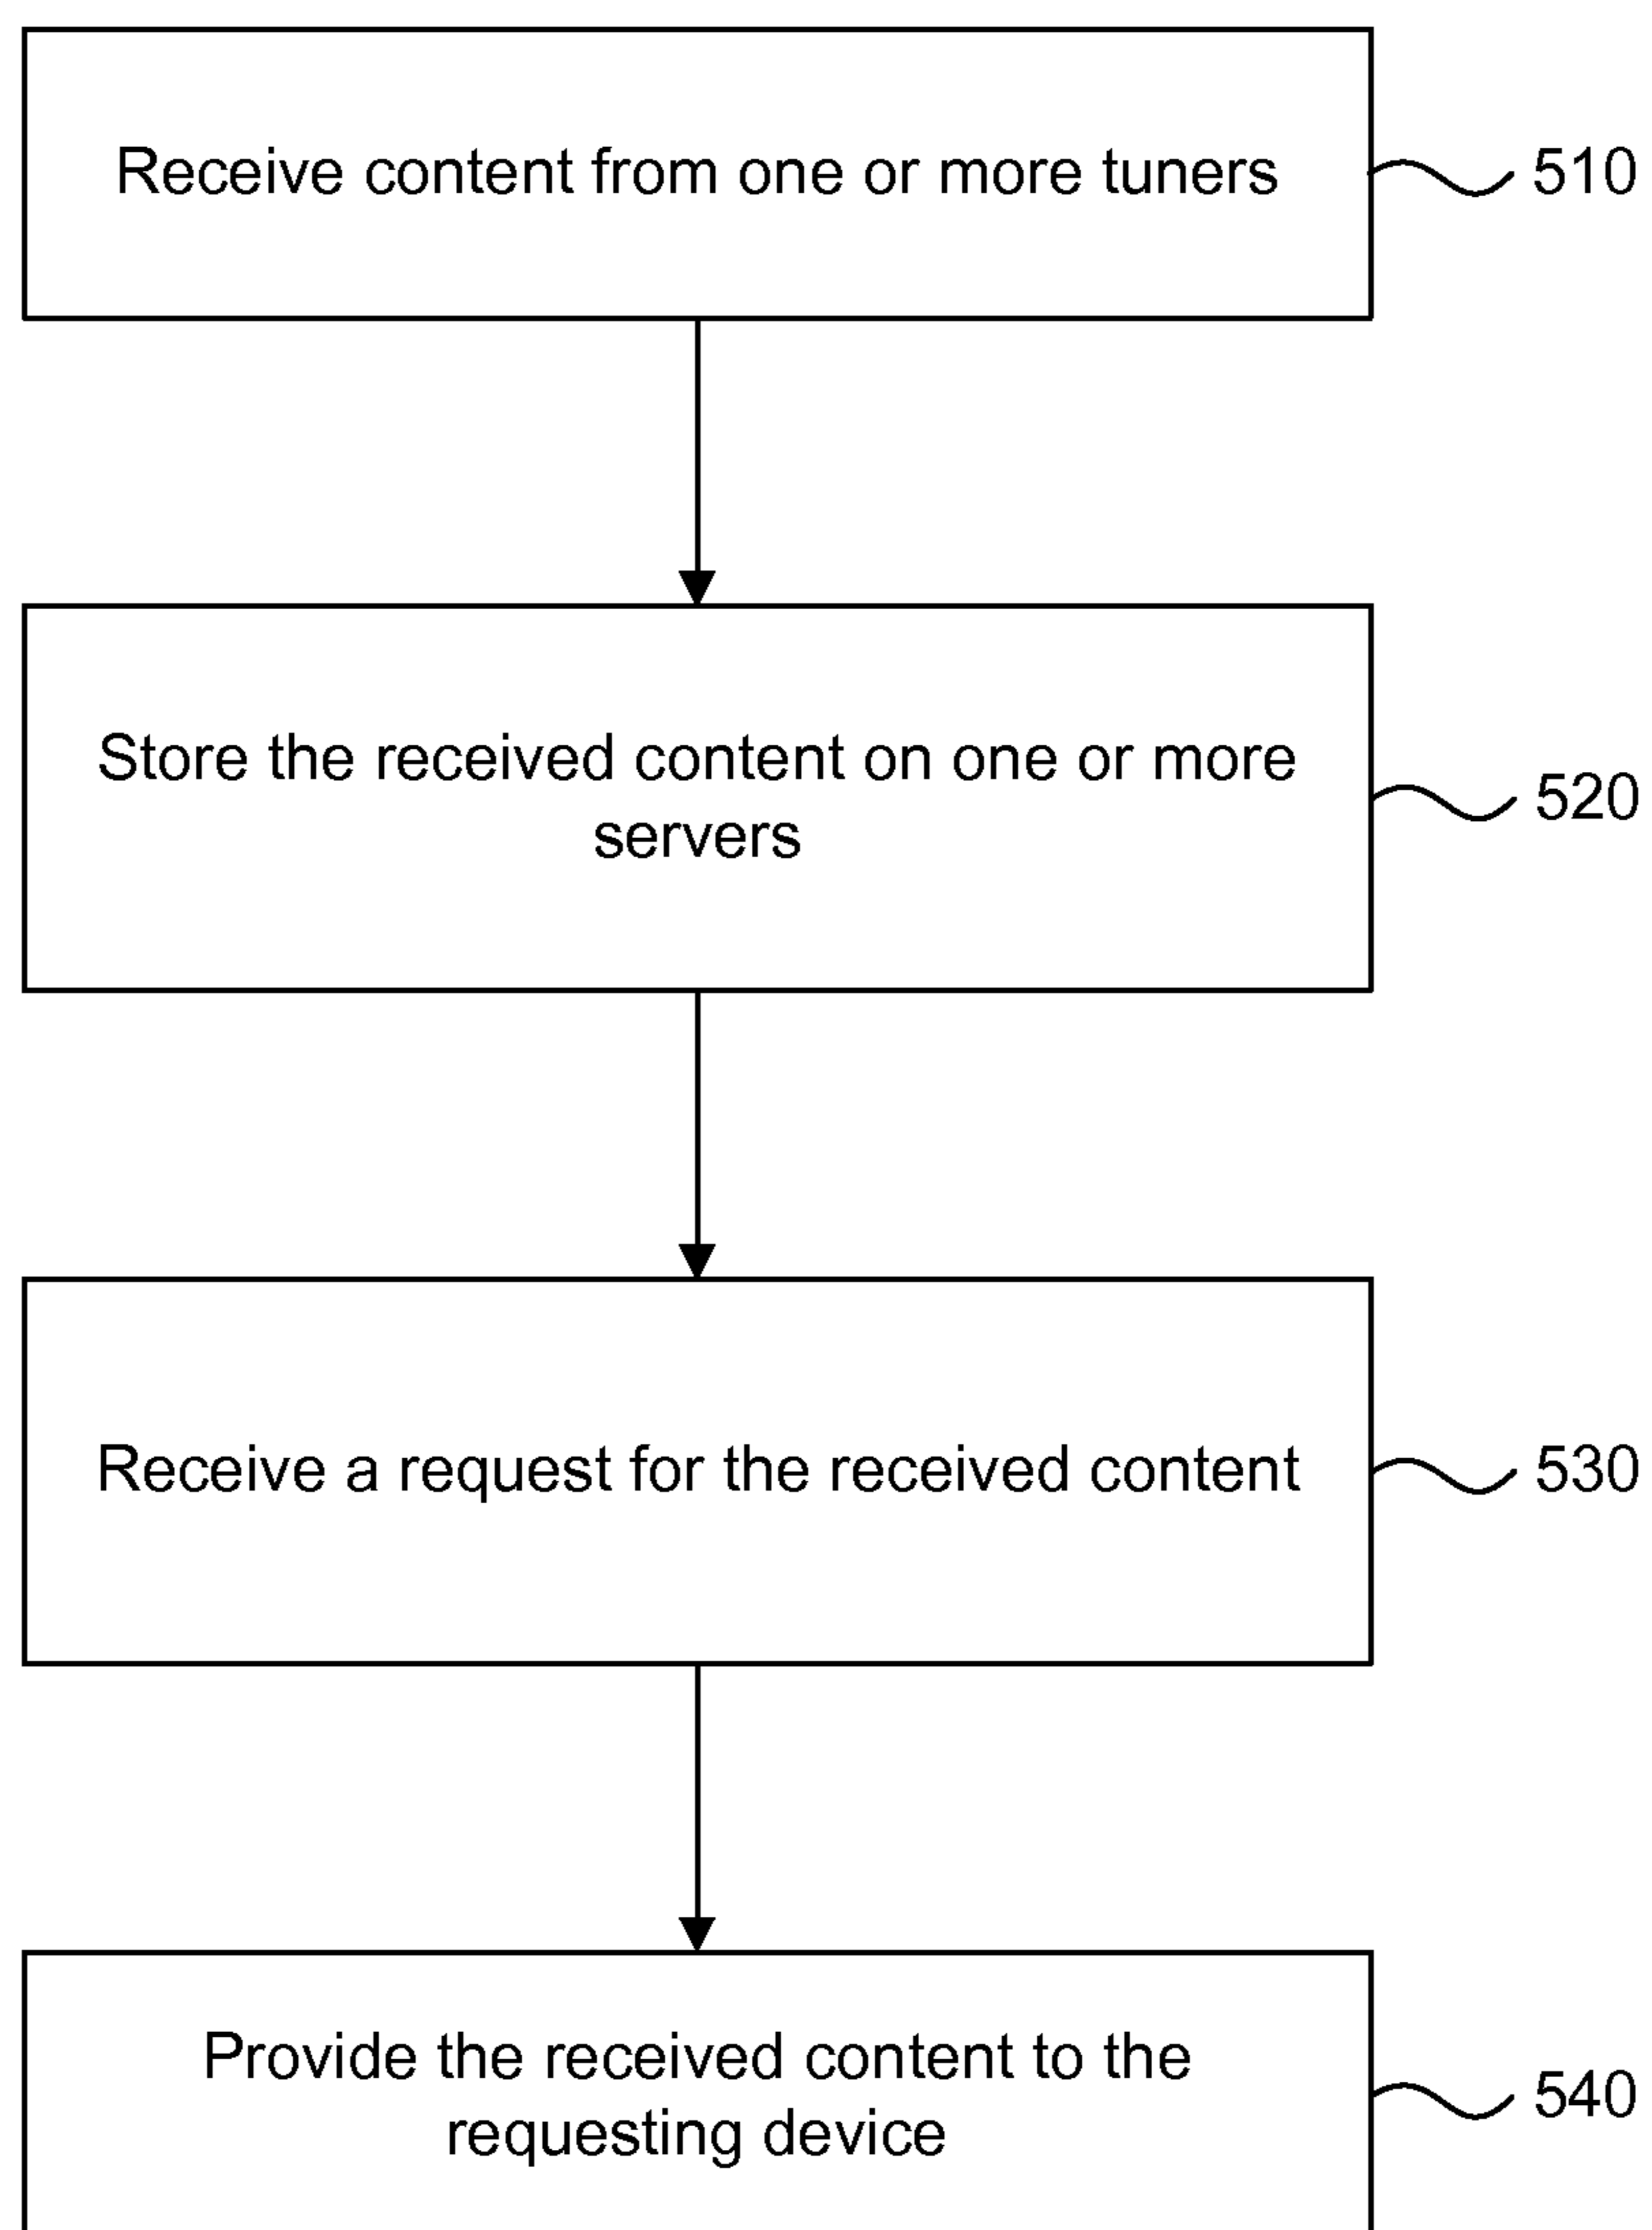 Receive content from one or more tuners
510
Store the received content on one or more
servers
520
Receive a request for the received content
530
Provide the received content to the
requesting device
540